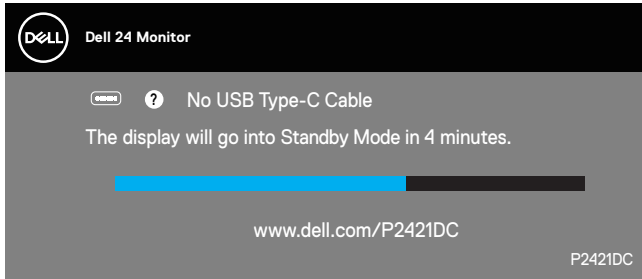 DELL
Dell 24 Monitor
? No USB Type-C Cable
The display will go into Standby Mode in 4 minutes.
www.dell.com/P2421DC
P2421DC